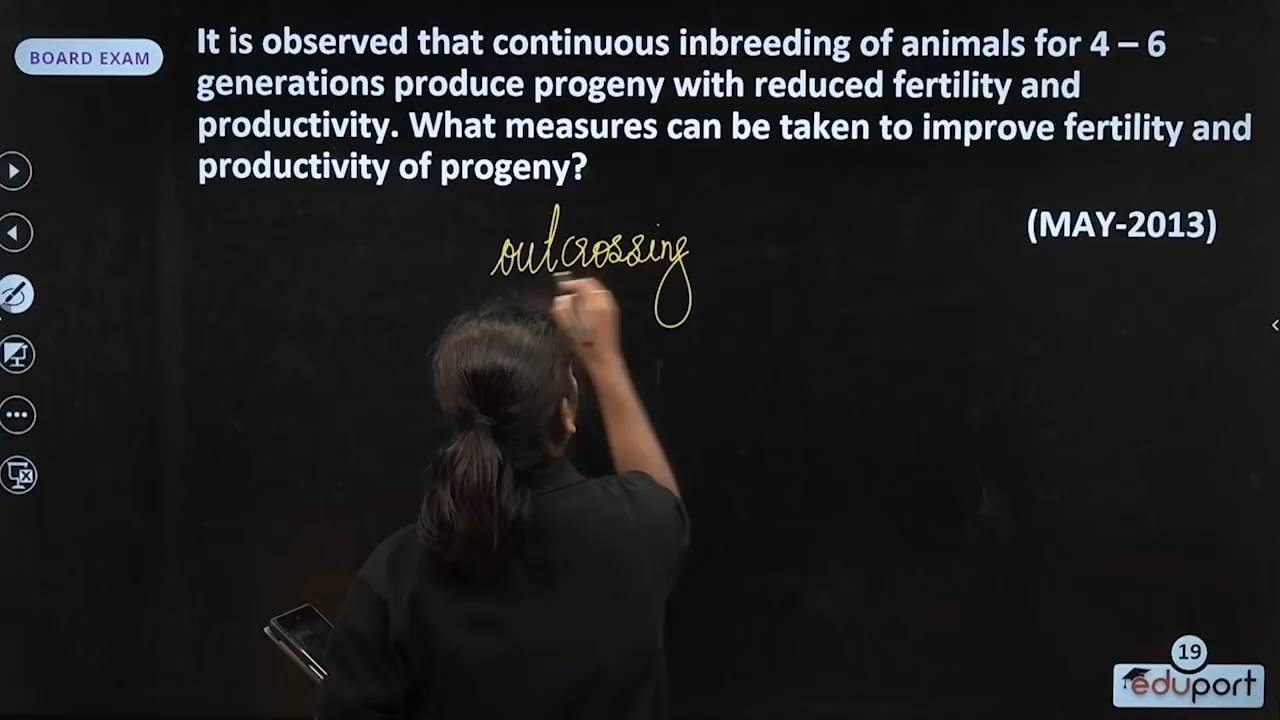 BOARD EXAM
It is observed that continuous inbreeding of animals for 4 – 6
generations produce progeny with reduced fertility and
productivity. What measures can be taken to improve fertility and
productivity of progeny?
(MAY-2013)
outcrossing
19
eduport